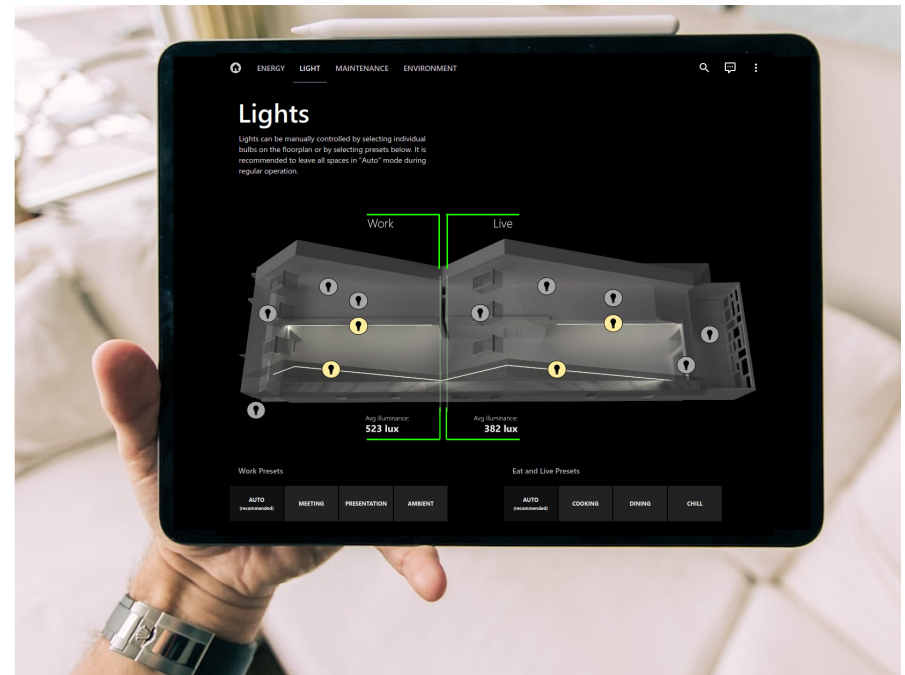 ENERGY LIGHT MAINTENANCE ENVIRONMENT
Lights
Lights can be manually controlled by selecting individual
bulbs on the floorplan or by selecting presets below. It is
recommended to leave all spaces in "Auto" mode during
regular operation.
Work Live
Avg illuminance: Avg illuminance:
523 lux 382 lux
Work Presets Eat and Live Presets
AUTO MEETING PRESENTATION AMBIENT AUTO COOKING DINING CHILL
(recommended) (recommended)